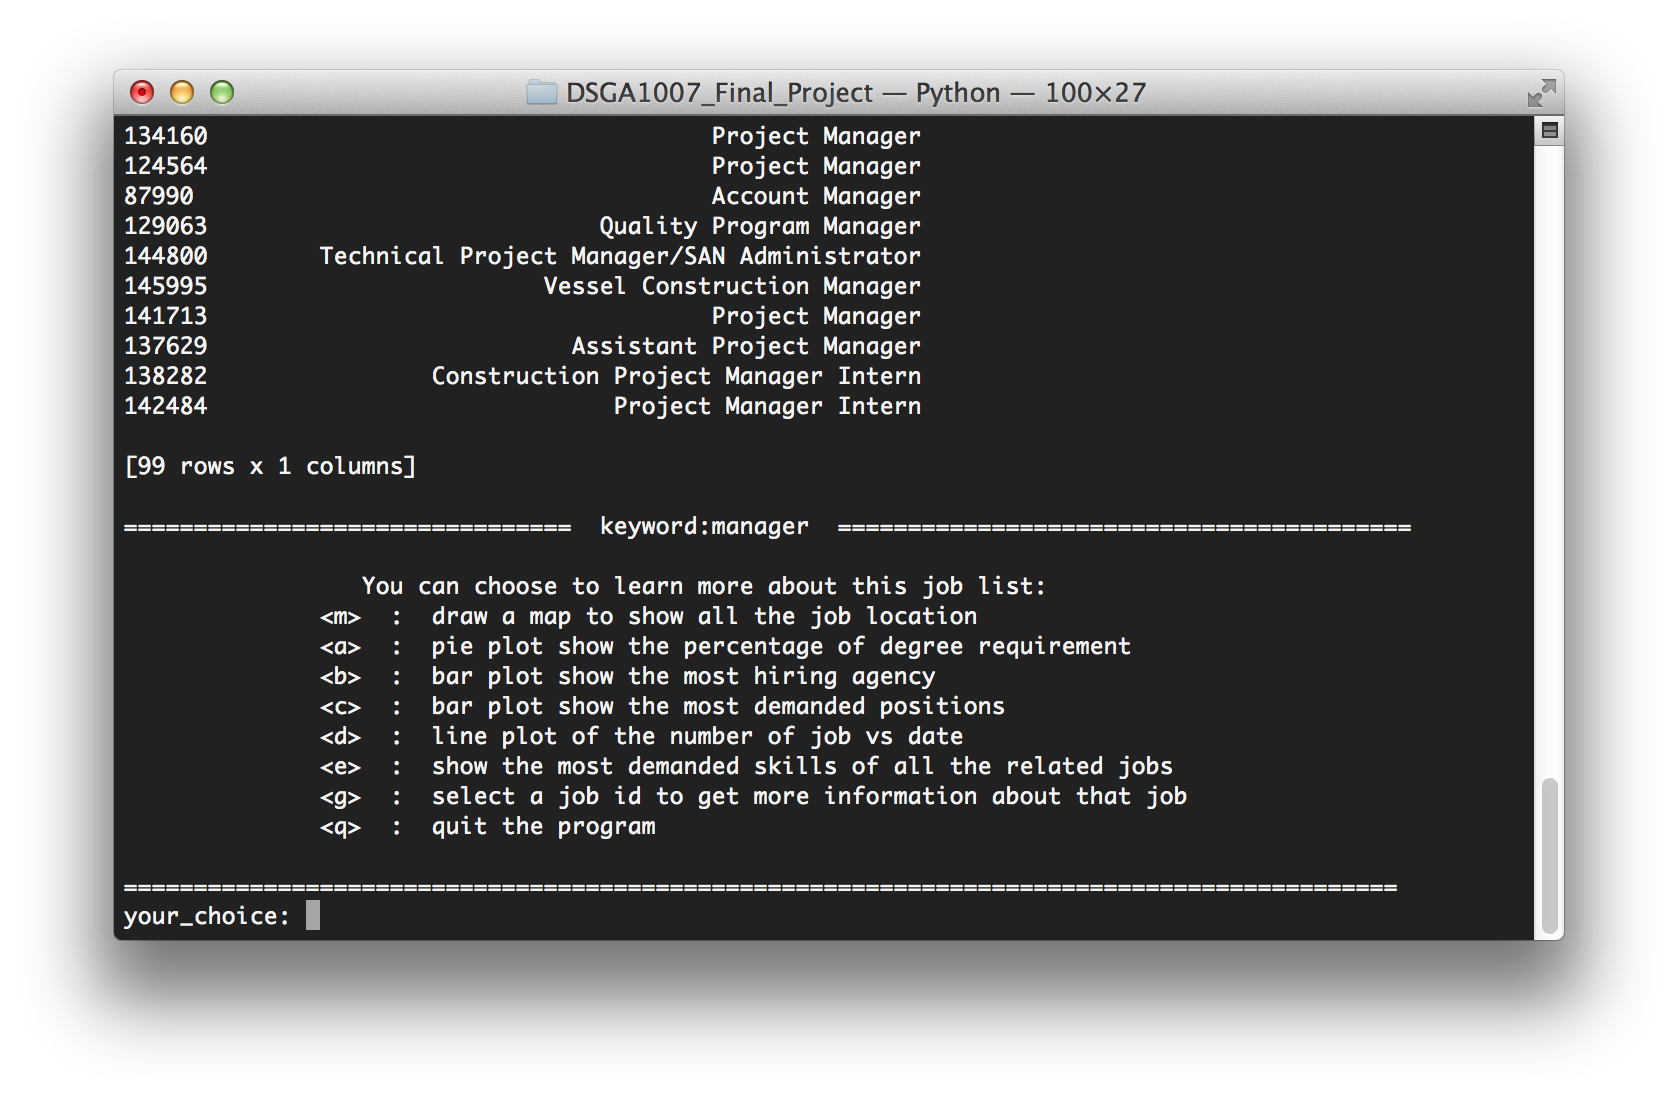 DSGA1007_Final_Project — Python — 100×27
134160 Project Manager
124564 Project Manager
87990 Account Manager
129063 Quality Program Manager
144800 Technical Project Manager/SAN Administrator
145995 Vessel Construction Manager
141713 Project Manager
137629 Assistant Project Manager
138282 Construction Project Manager Intern
142484 Project Manager Intern
[99 rows x 1 columns]
================================ keyword:manager =========================================
You can choose to learn more about this job list:
<m> : draw a map to show all the job location
<a> : pie plot show the percentage of degree requirement
<b> : bar plot show the most hiring agency
<c> : bar plot show the most demanded positions
<d> : line plot of the number of job vs date
<e> : show the most demanded skills of all the related jobs
<g> : select a job id to get more information about that job
<q> : quit the program
===========================================================================================
your_choice: